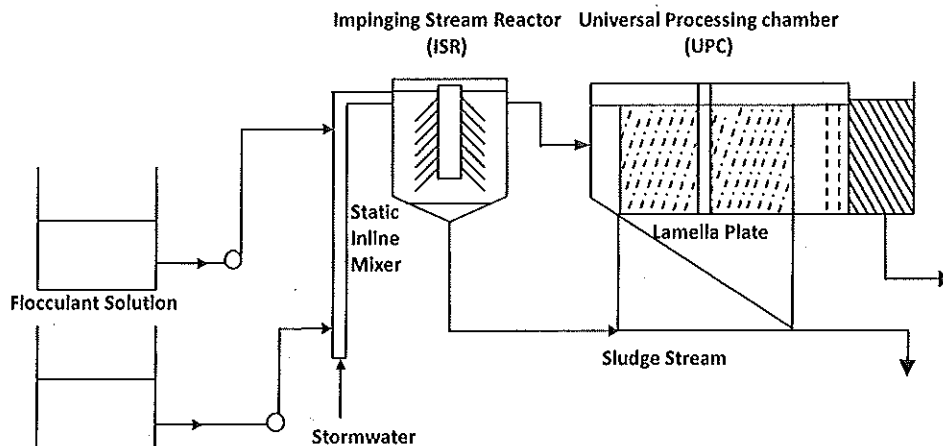 Impinging Stream Reactor
(ISR)
Universal Processing chamber
(UPC)
Static
Inline
Mixer
Lamella Plate
Flocculant Solution
Sludge Stream
Stormwater